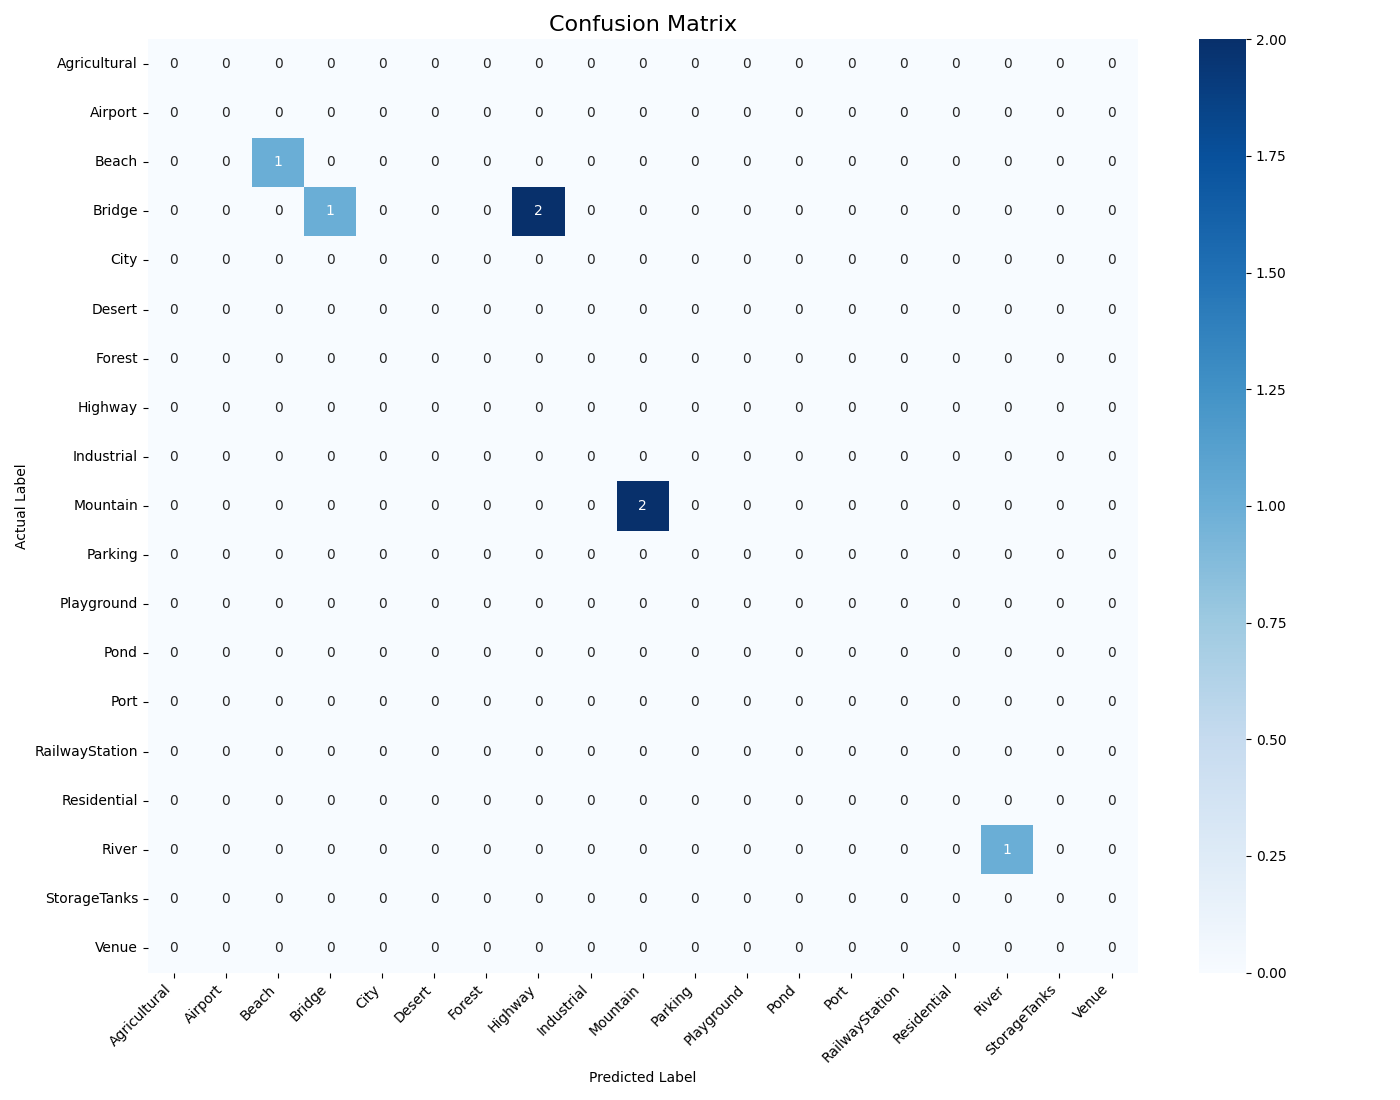 Confusion Matrix
Agricultural 0 0 0 0 0 0 0 0 0 0 0 0 0 0 0 0 0 0 0
Airport 0 0 0 0 0 0 0 0 0 0 0 0 0 0 0 0 0 0 0
Beach 0 0 1 0 0 0 0 0 0 0 0 0 0 0 0 0 0 0 0
Bridge 0 0 0 1 0 0 0 2 0 0 0 0 0 0 0 0 0 0 0
City 0 0 0 0 0 0 0 0 0 0 0 0 0 0 0 0 0 0 0
Desert 0 0 0 0 0 0 0 0 0 0 0 0 0 0 0 0 0 0 0
Forest 0 0 0 0 0 0 0 0 0 0 0 0 0 0 0 0 0 0 0
Highway 0 0 0 0 0 0 0 0 0 0 0 0 0 0 0 0 0 0 0
Industrial 0 0 0 0 0 0 0 0 0 0 0 0 0 0 0 0 0 0 0
Mountain 0 0 0 0 0 0 0 0 0 2 0 0 0 0 0 0 0 0 0
Parking 0 0 0 0 0 0 0 0 0 0 0 0 0 0 0 0 0 0 0
Playground 0 0 0 0 0 0 0 0 0 0 0 0 0 0 0 0 0 0 0
Pond 0 0 0 0 0 0 0 0 0 0 0 0 0 0 0 0 0 0 0
Port 0 0 0 0 0 0 0 0 0 0 0 0 0 0 0 0 0 0 0
RailwayStation 0 0 0 0 0 0 0 0 0 0 0 0 0 0 0 0 0 0 0
Residential 0 0 0 0 0 0 0 0 0 0 0 0 0 0 0 0 0 0 0
River 0 0 0 0 0 0 0 0 0 0 0 0 0 0 0 0 1 0 0
StorageTanks 0 0 0 0 0 0 0 0 0 0 0 0 0 0 0 0 0 0 0
Venue 0 0 0 0 0 0 0 0 0 0 0 0 0 0 0 0 0 0 0
Actual Label
Agricultural Airport Beach Bridge City Desert Forest Highway Industrial Mountain Parking Playground Pond Port RailwayStation Residential River StorageTanks Venue
Predicted Label
2.00
1.75
1.50
1.25
1.00
0.75
0.50
0.25
0.00